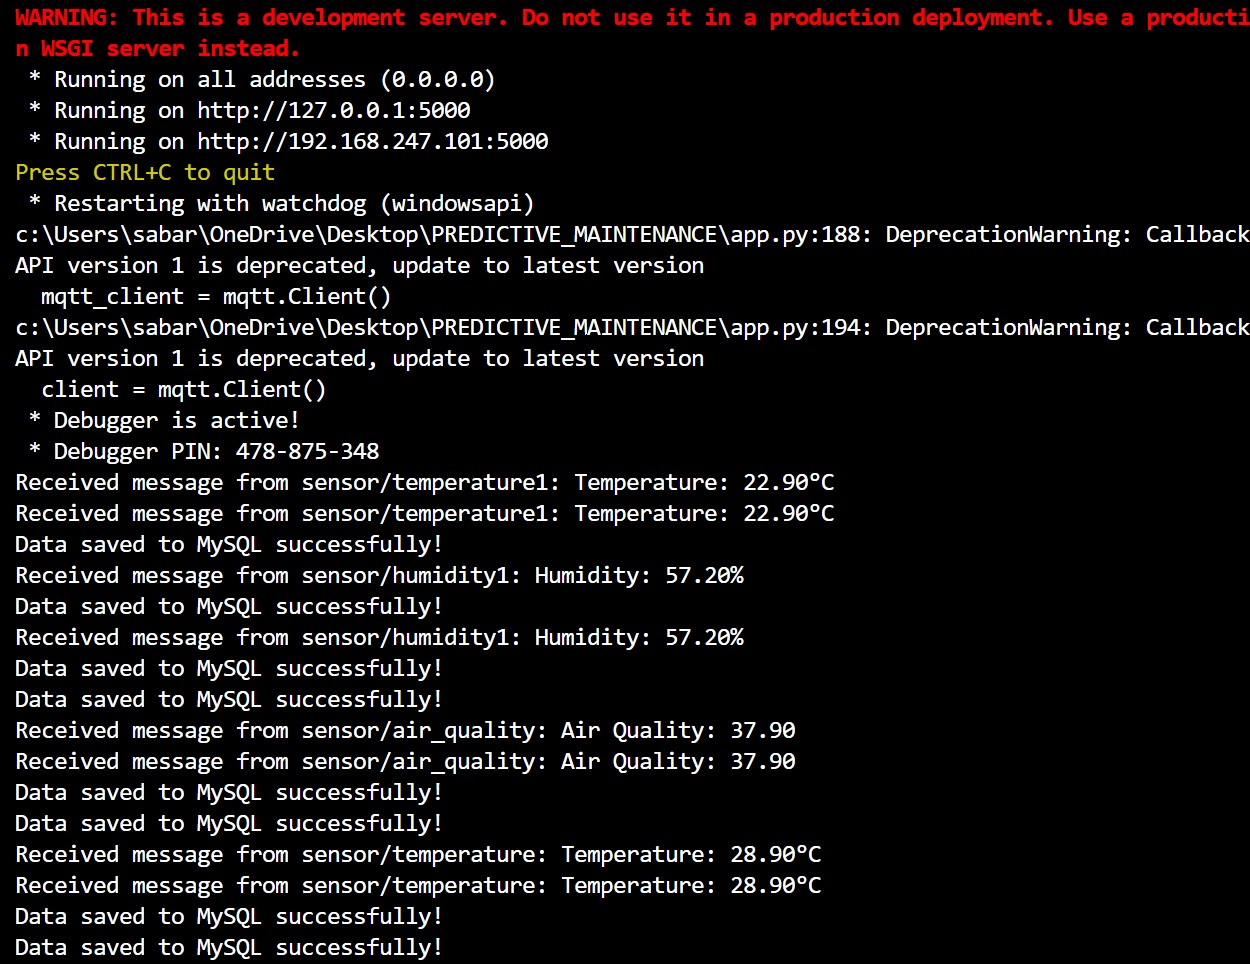 WARNING: This is a development server. Do not use it in a production deployment. Use a producti
n WSGI server instead.
 * Running on all addresses (0.0.0.0)
 * Running on http://127.0.0.1:5000
 * Running on http://192.168.247.101:5000
Press CTRL+C to quit
 * Restarting with watchdog (windowsapi)
c:\Users\sabar\OneDrive\Desktop\PREDICTIVE_MAINTENANCE\app.py:188: DeprecationWarning: Callback
API version 1 is deprecated, update to latest version
  mqtt_client = mqtt.Client()
c:\Users\sabar\OneDrive\Desktop\PREDICTIVE_MAINTENANCE\app.py:194: DeprecationWarning: Callback
API version 1 is deprecated, update to latest version
  client = mqtt.Client()
 * Debugger is active!
 * Debugger PIN: 478-875-348
Received message from sensor/temperature1: Temperature: 22.90°C
Received message from sensor/temperature1: Temperature: 22.90°C
Data saved to MySQL successfully!
Received message from sensor/humidity1: Humidity: 57.20%
Data saved to MySQL successfully!
Received message from sensor/humidity1: Humidity: 57.20%
Data saved to MySQL successfully!
Data saved to MySQL successfully!
Received message from sensor/air_quality: Air Quality: 37.90
Received message from sensor/air_quality: Air Quality: 37.90
Data saved to MySQL successfully!
Data saved to MySQL successfully!
Received message from sensor/temperature: Temperature: 28.90°C
Received message from sensor/temperature: Temperature: 28.90°C
Data saved to MySQL successfully!
Data saved to MySQL successfully!